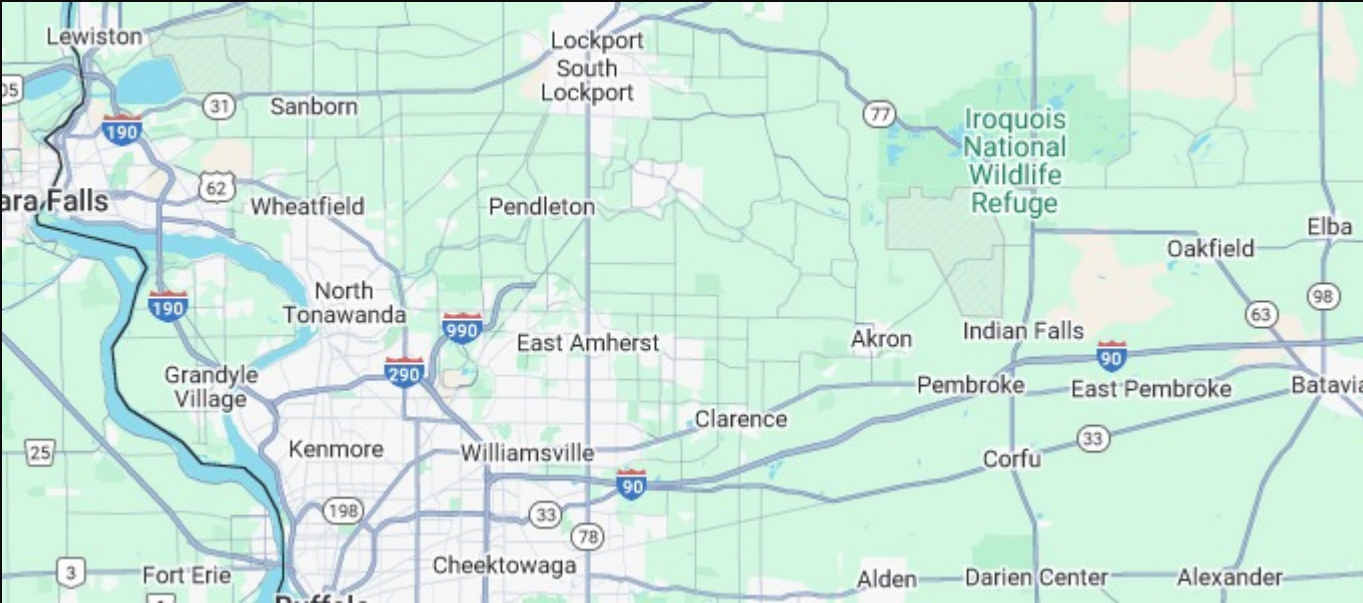 Lewiston
Lockport
South
Lockport
05
31
Sanborn
190
77
Iroquois
National
Wildlife
Refuge
62
ara Falls
Wheatfield
Pendleton
Elba
Oakfield
North
Tonawanda
190
990
98
63
East Amherst
Akron
Indian Falls
90
290
Grandyle
Village
Pembroke
East Pembroke
Batavia
Clarence
33
25
Kenmore
Williamsville
Corfu
90
198
33
78
3
Fort Erie
Cheektowaga
Alden
Darien Center
Alexander
Buffalo